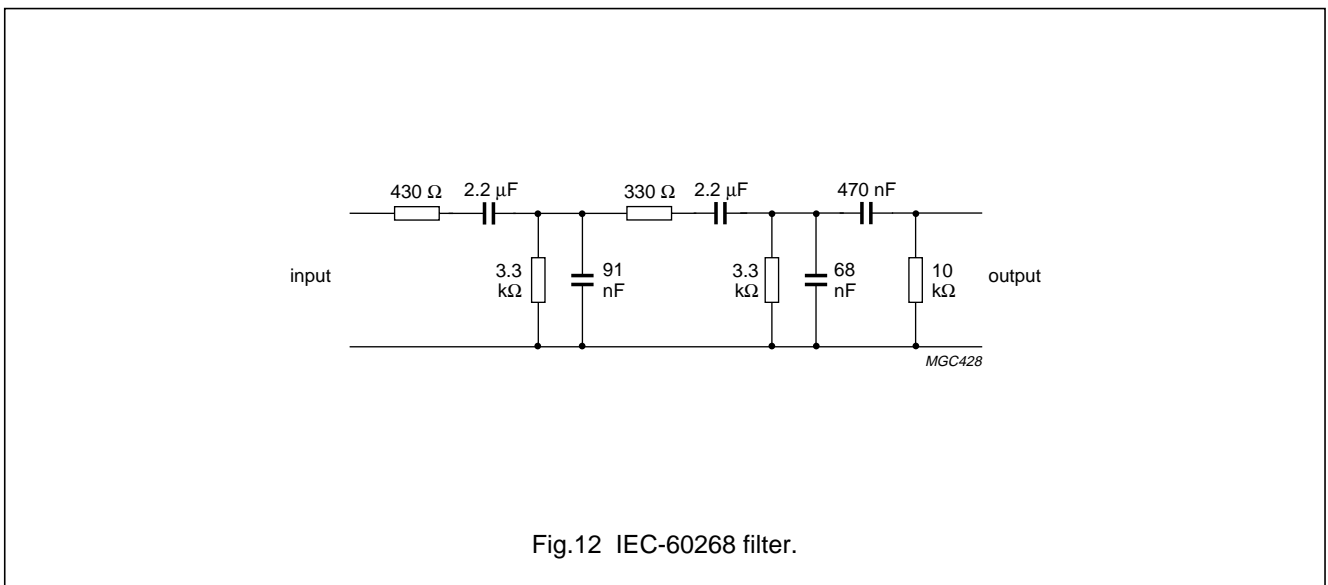 430 Ω 2.2 μF 330 Ω 2.2 μF 470 nF
input 3.3 kΩ 91 nF 3.3 kΩ 68 nF 10 kΩ output
MGC428
Fig.12 IEC-60268 filter.